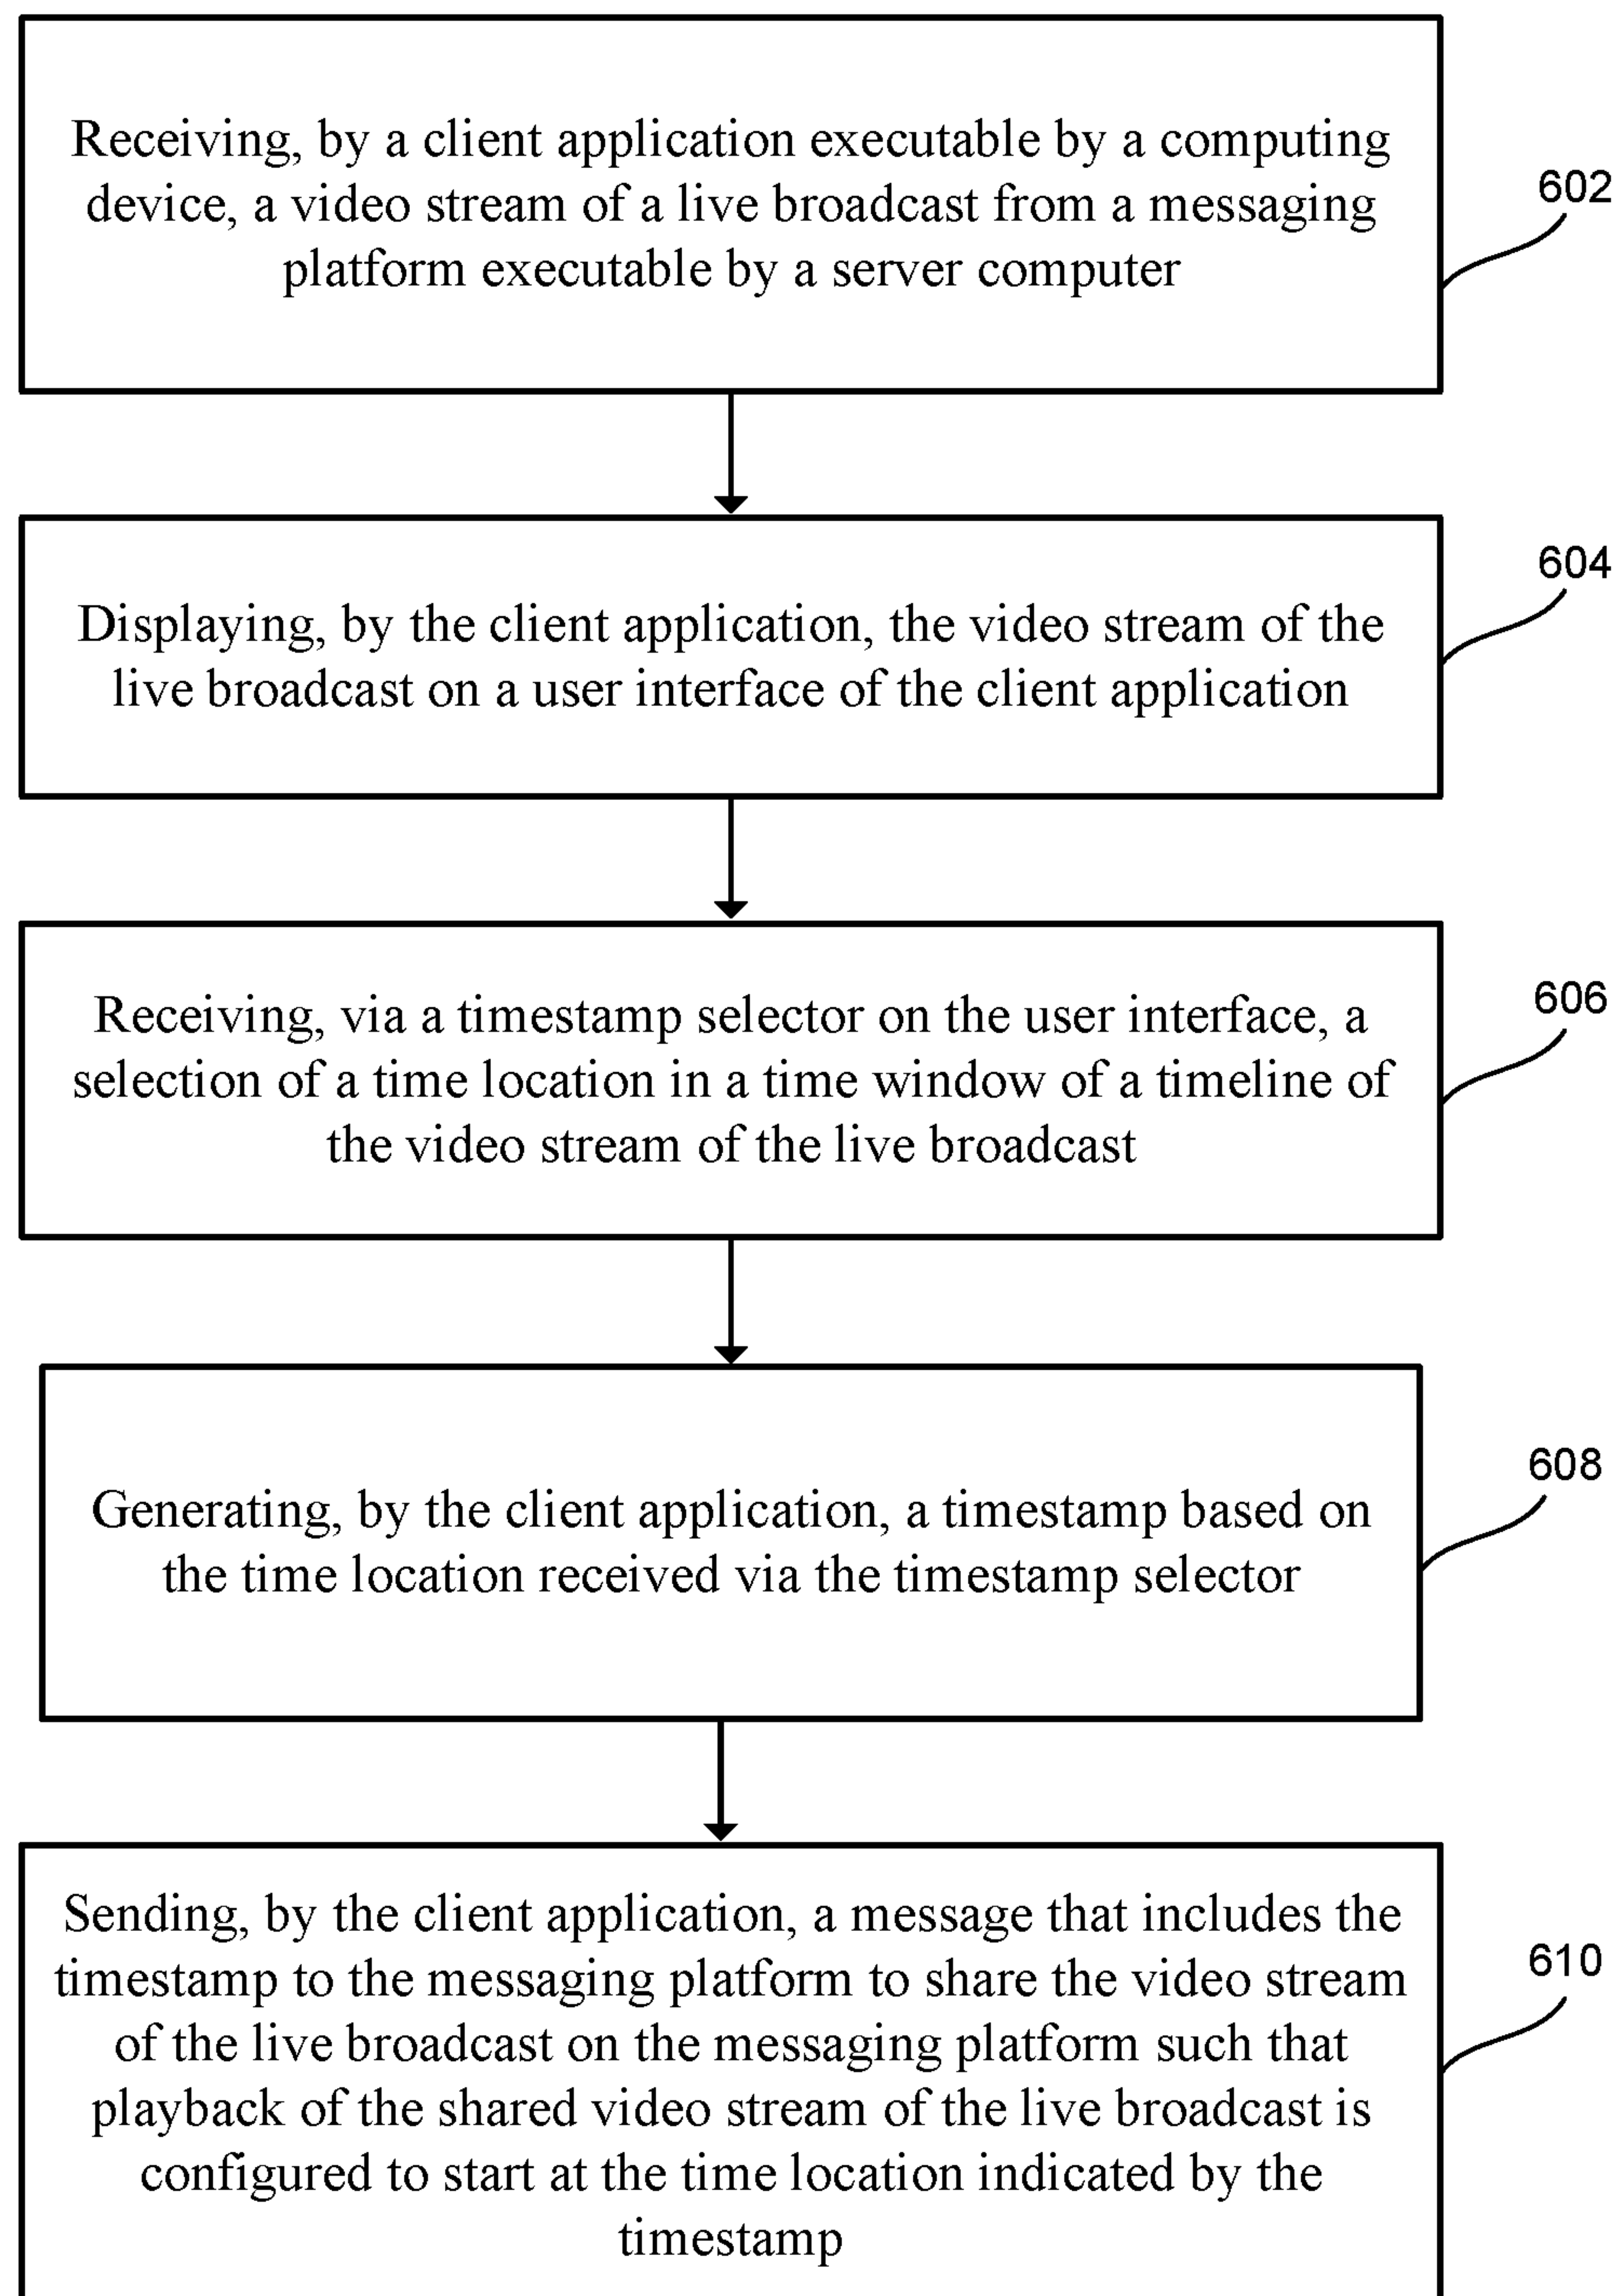 Receiving, by a client application executable by a computing
device, a video stream of a live broadcast from a messaging
platform executable by a server computer
602
Displaying, by the client application, the video stream of the
live broadcast on a user interface of the client application
604
Receiving, via a timestamp selector on the user interface, a
selection of a time location in a time window of a timeline of
the video stream of the live broadcast
606
Generating, by the client application, a timestamp based on
the time location received via the timestamp selector
608
Sending, by the client application, a message that includes the
timestamp to the messaging platform to share the video stream
of the live broadcast on the messaging platform such that
playback of the shared video stream of the live broadcast is
configured to start at the time location indicated by the
timestamp
610